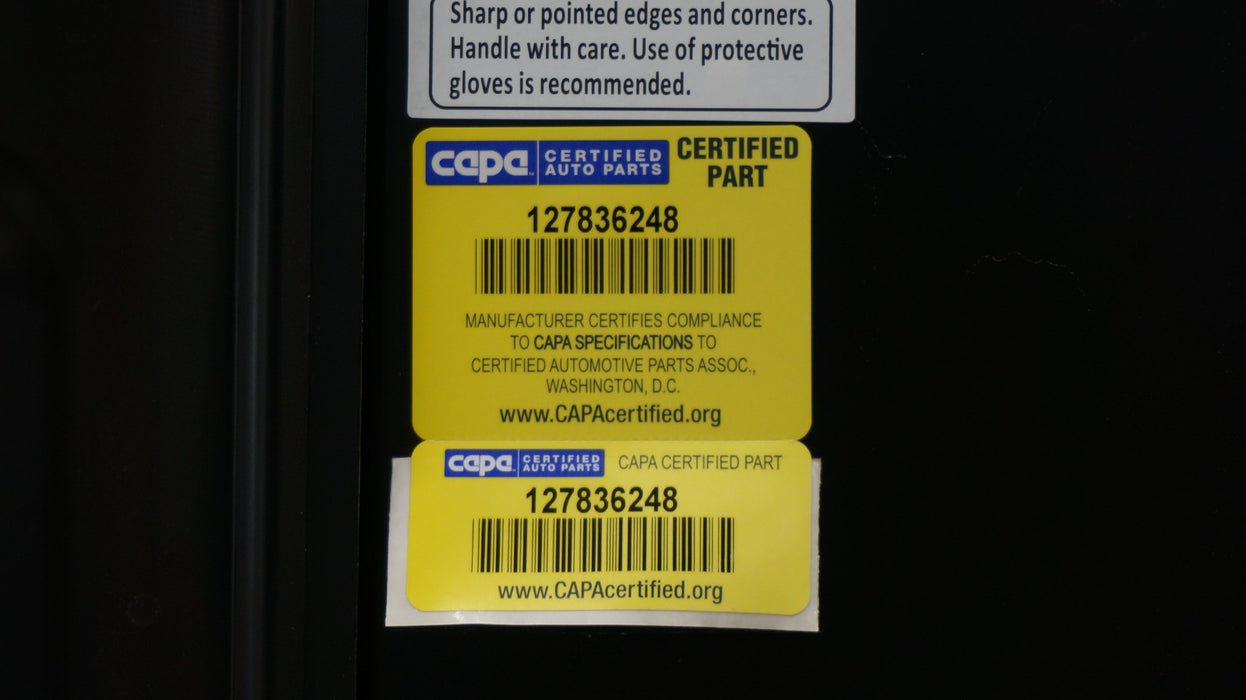 Sharp or pointed edges and corners.
Handle with care. Use of protective
gloves is recommended.
capa™ CERTIFIED AUTO PARTS
CERTIFIED
PART
127836248
MANUFACTURER CERTIFIES COMPLIANCE
TO CAPA SPECIFICATIONS TO
CERTIFIED AUTOMOTIVE PARTS ASSOC.,
WASHINGTON, D.C.
www.CAPAcertified.org
capa™ CERTIFIED AUTO PARTS
CAPA CERTIFIED PART
127836248
www.CAPAcertified.org